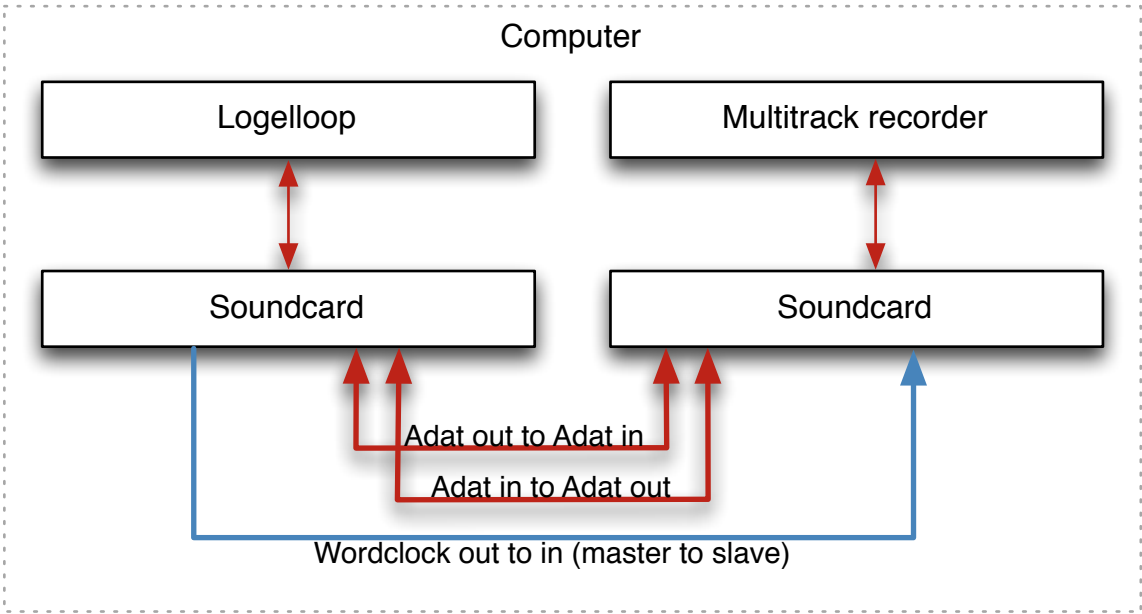 Computer
Logelloop
Multitrack recorder
Soundcard
Soundcard
Adat out to Adat in
Adat in to Adat out
Wordclock out to in (master to slave)